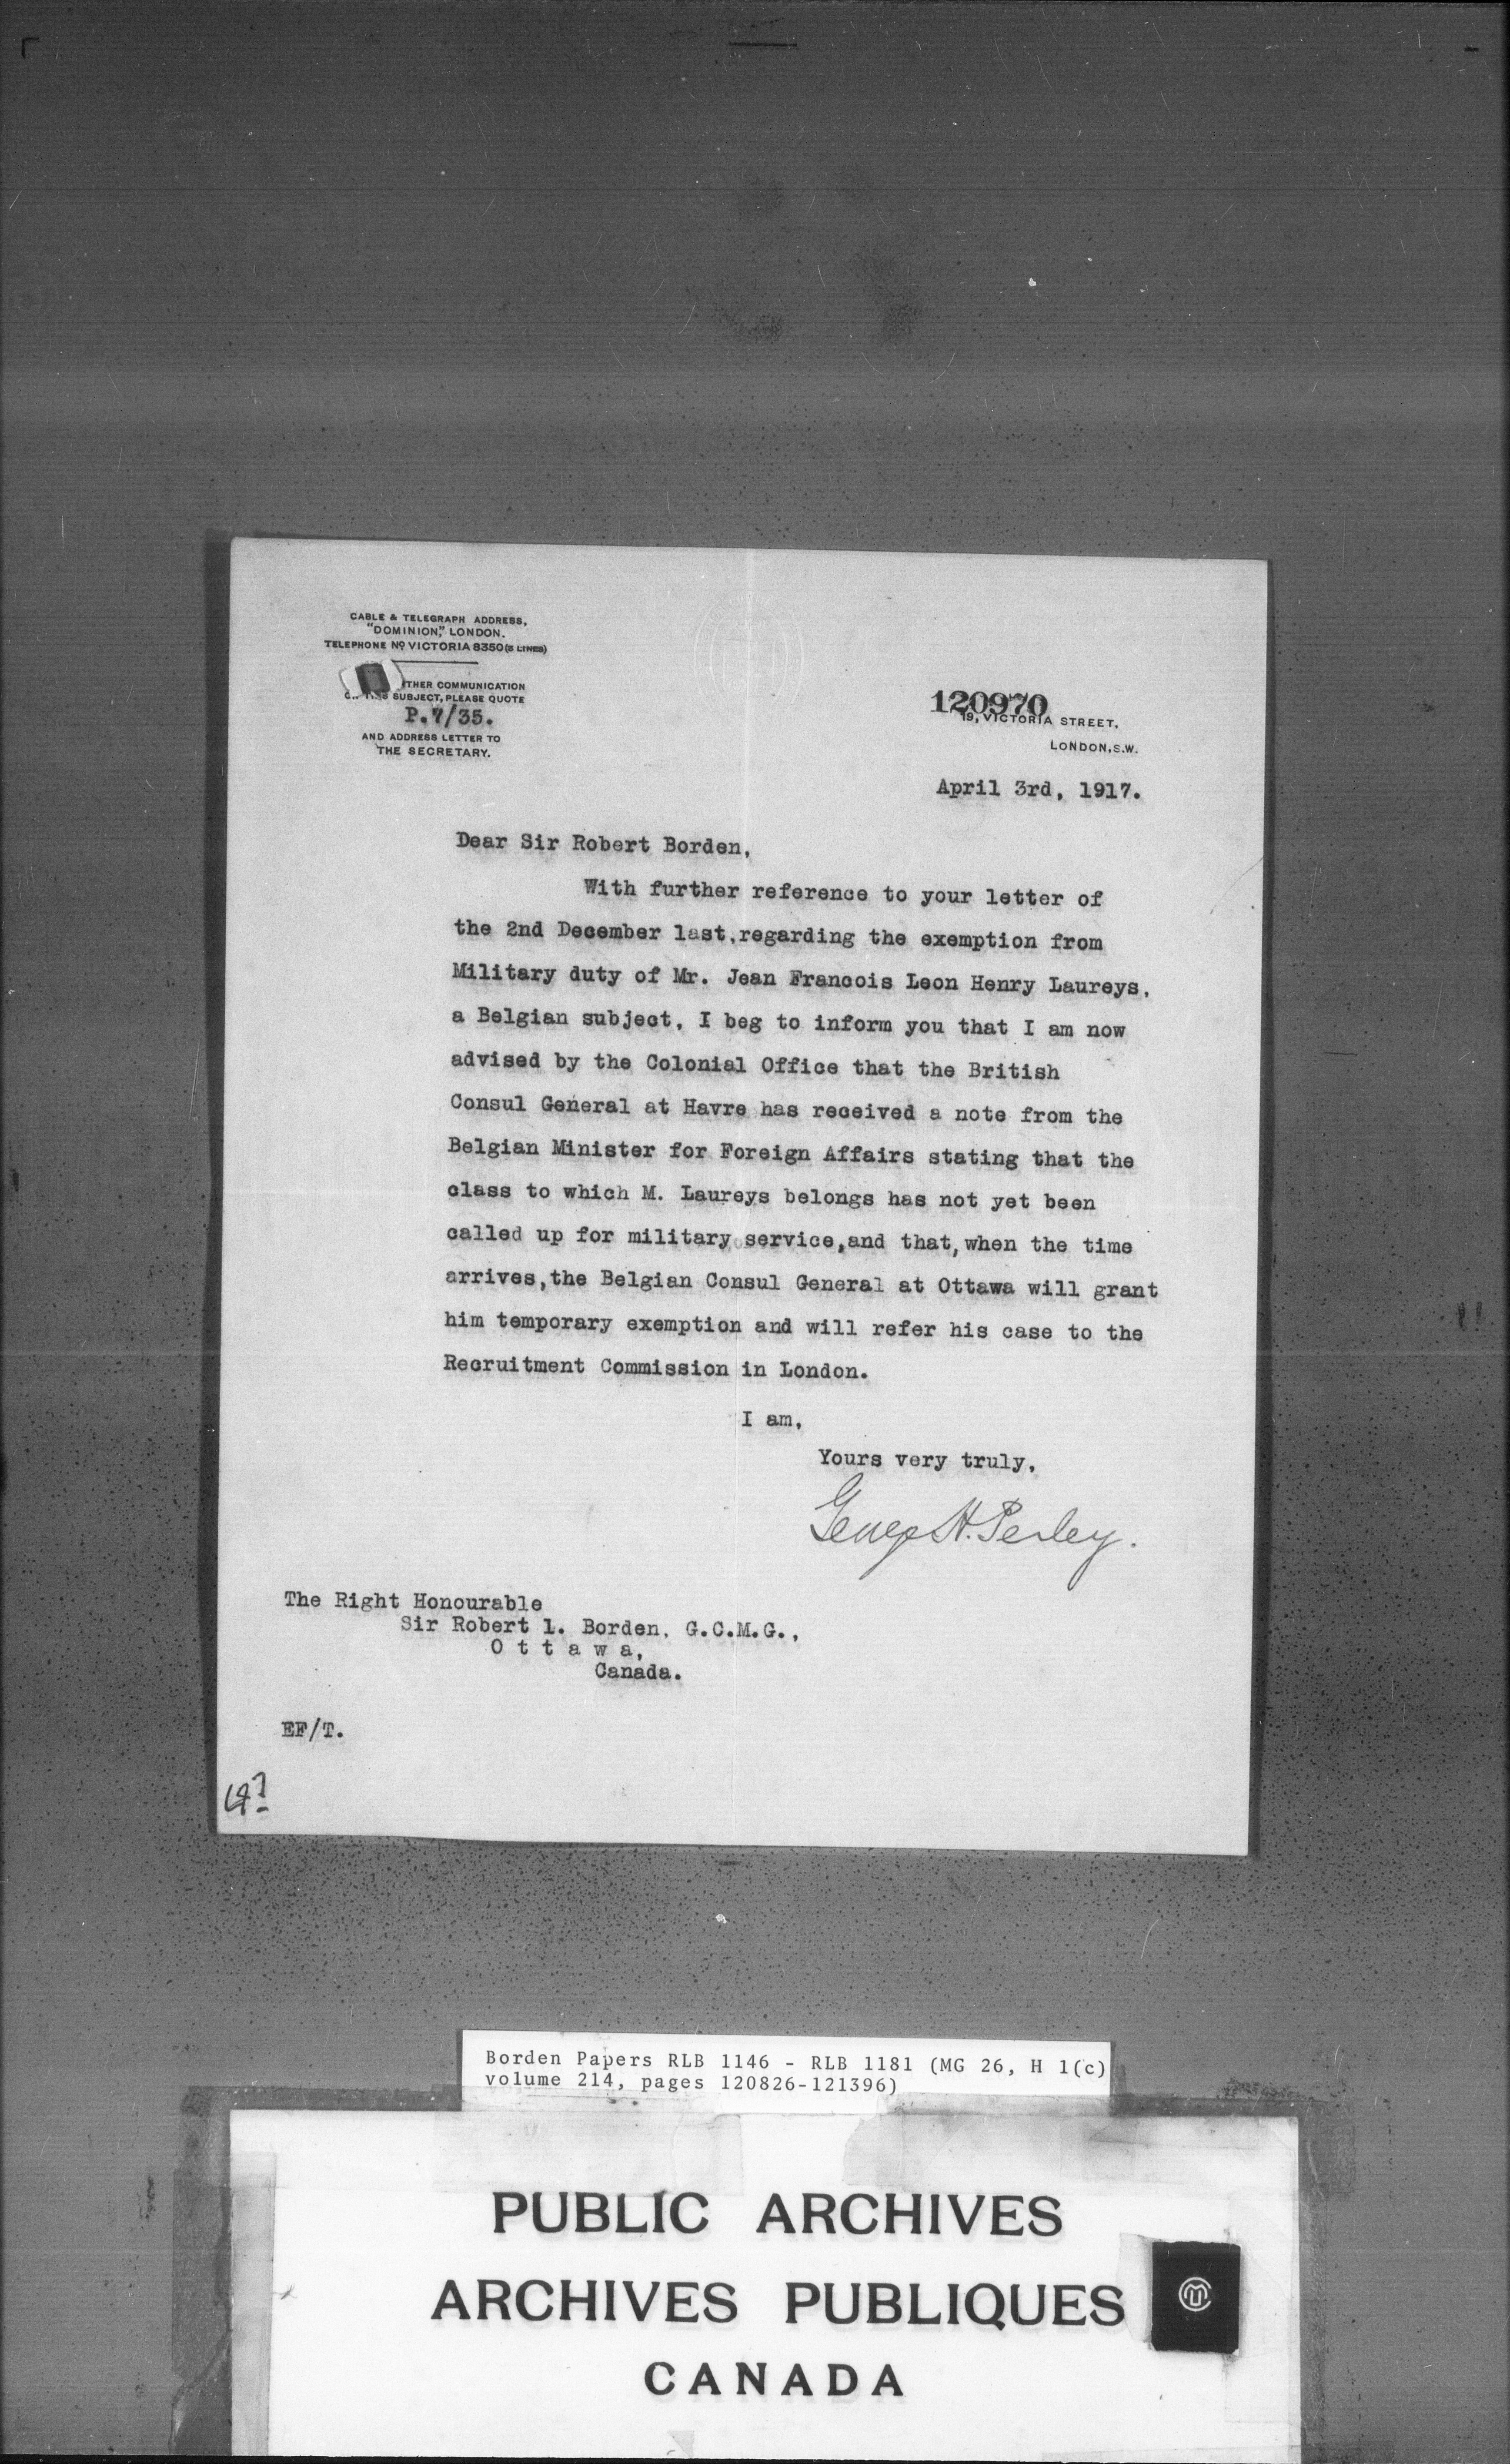 CABLE & TELEGRAPH ADDRESS,
"DOMINION," LONDON.
TELEPHONE No VICTORIA 8350 (5 LINES)
THER COMMUNICATION
SUBJECT, PLEASE QUOTE
P.7/35.
AND ADDRESS LETTER TO
THE SECRETARY.
120970
19, VICTORIA STREET,
LONDON, S.W.
April 3rd, 1917.
Dear Sir Robert Borden,
With further reference to your letter of
the 2nd December last, regarding the exemption from
Military duty of Mr. Jean Francois Leon Henry Laureys,
a Belgian subject, I beg to inform you that I am now
advised by the Colonial Office that the British
Consul General at Havre has received a note from the
Belgian Minister for Foreign Affairs stating that the
class to which M. Laureys belongs has not yet been
called up for military service, and that, when the time
arrives, the Belgian Consul General at Ottawa will grant
him temporary exemption and will refer his case to the
Recruitment Commission in London.
I am,
Yours very truly,
George H. Perley.
The Right Honourable
Sir Robert l. Borden, G.C.M.G.,
O t t a w a,
Canada.
EF/T.
Borden Papers RLB 1146 - RLB 1181 (MG 26, H 1(c)
volume 214, pages 120826-121396)
PUBLIC ARCHIVES
ARCHIVES PUBLIQUES
CANADA